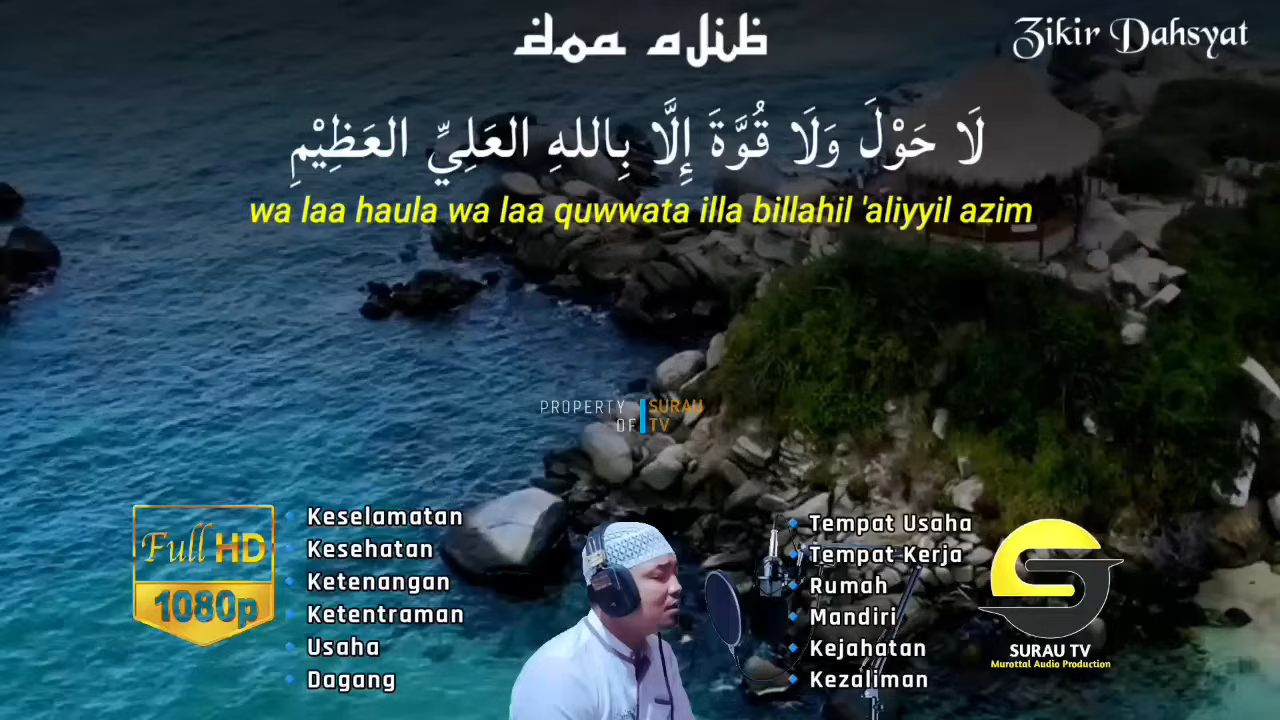 doa ajib
Zikir Dahsyat
لَا حَوْلَ وَلَا قُوَّةَ إِلَّا بِاللهِ العَلِيِّ العَظِيْمِ
wa laa haula wa laa quwwata illa billahil 'aliyyil azim
PROPERTY OF
SURAU TV
Full HD
1080p
Keselamatan
Kesehatan
Ketenangan
Ketentraman
Usaha
Dagang
Tempat Usaha
Tempat Kerja
Rumah
Mandiri
Kejahatan
Kezaliman
SURAU TV
Murottal Audio Production